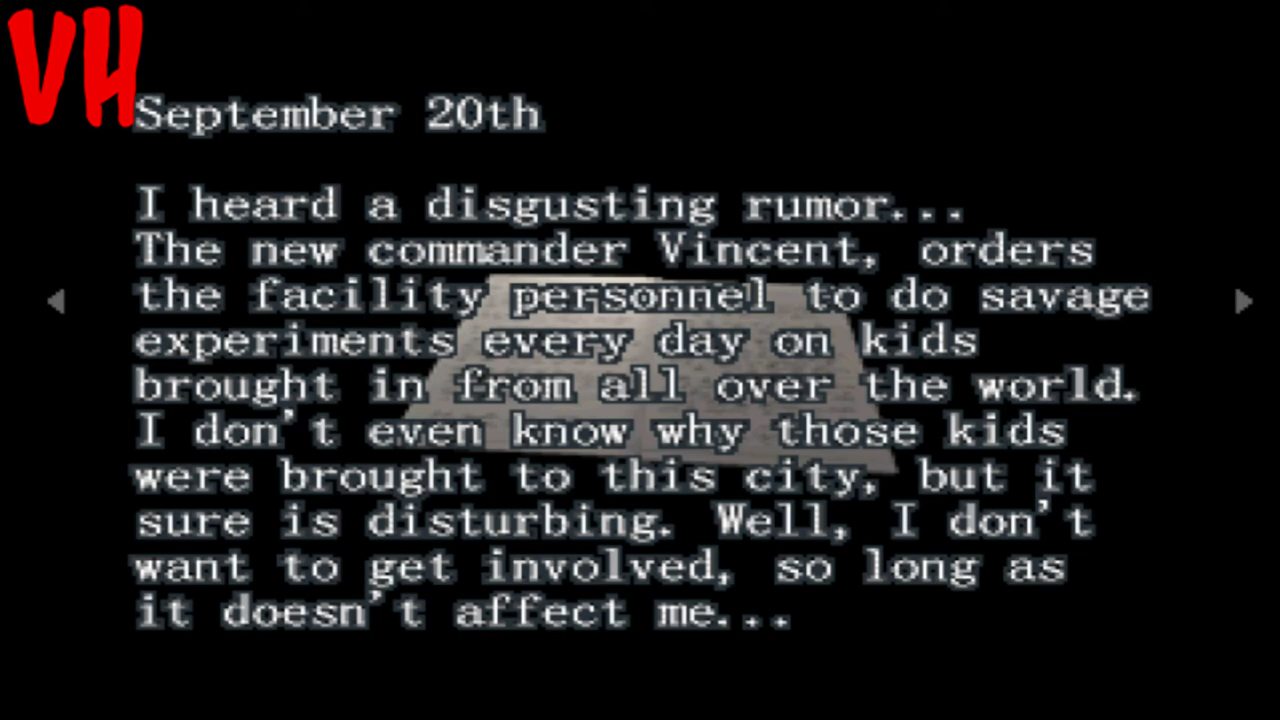 VH
September 20th
I heard a disgusting rumor...
The new commander Vincent, orders
the facility personnel to do savage
experiments every day on kids
brought in from all over the world.
I don't even know why those kids
were brought to this city, but it
sure is disturbing. Well, I don't
want to get involved, so long as
it doesn't affect me...